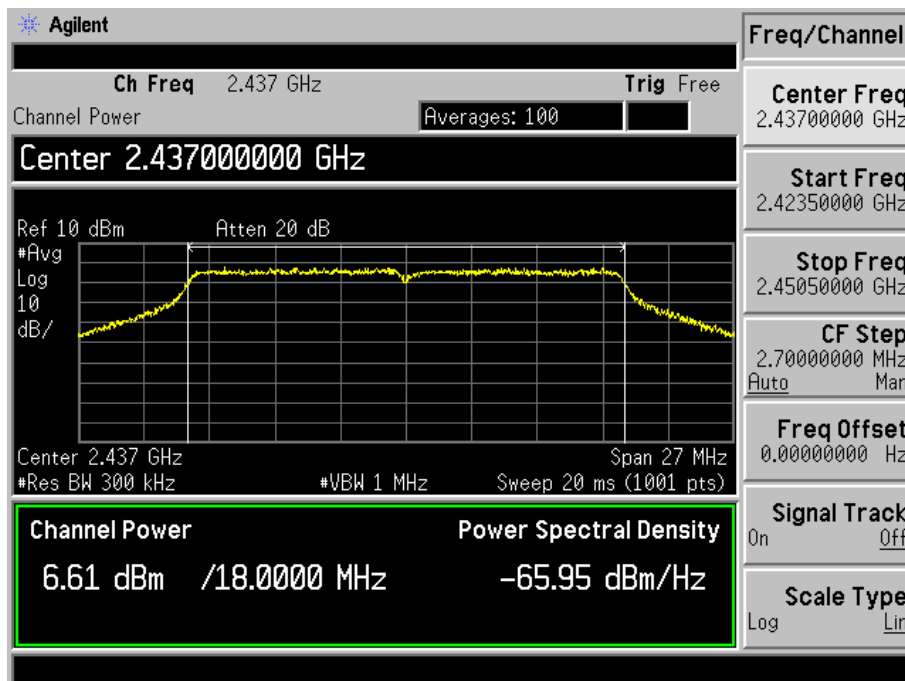 Agilent
Freq/Channel
Ch Freq 2.437 GHz Trig Free
Channel Power Averages: 100
Center 2.437000000 GHz
Ref 10 dBm Atten 20 dB
#Avg
Log
10
dB/
Center 2.437 GHz Span 27 MHz
#Res BW 300 kHz #VBW 1 MHz Sweep 20 ms (1001 pts)
Channel Power Power Spectral Density
6.61 dBm /18.0000 MHz -65.95 dBm/Hz
Center Freq
2.43700000 GHz
Start Freq
2.42350000 GHz
Stop Freq
2.45050000 GHz
CF Step
2.70000000 MHz
Auto Man
Freq Offset
0.00000000 Hz
Signal Track
On Off
Scale Type
Log Lin